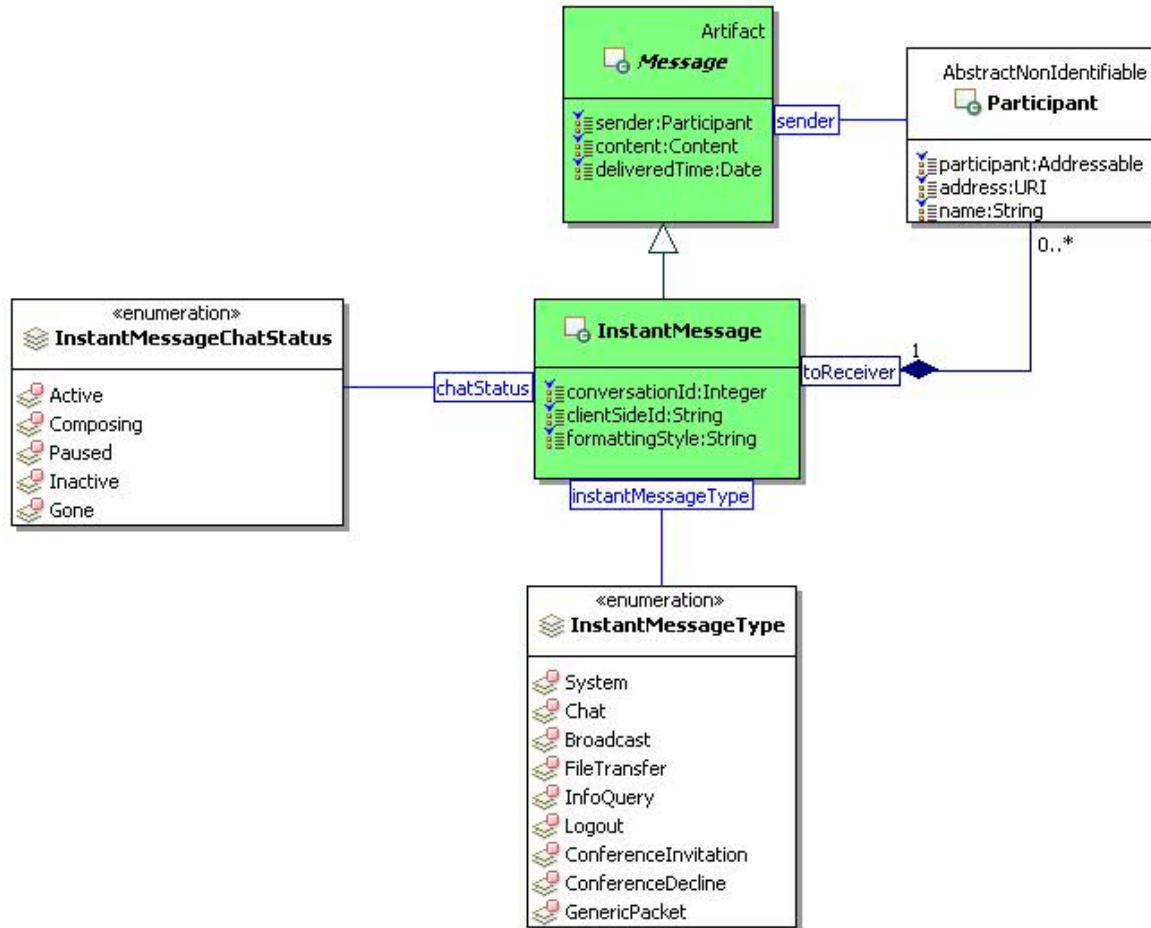 Artifact
Message
sender:Participant
content:Content
deliveredTime:Date
sender
AbstractNonIdentifiable
Participant
participant:Addressable
address:URI
name:String
0..*
«enumeration»
InstantMessageChatStatus
Active
Composing
Paused
Inactive
Gone
chatStatus
InstantMessage
conversationId:Integer
clientSideId:String
formattingStyle:String
toReceiver
1
instantMessageType
«enumeration»
InstantMessageType
System
Chat
Broadcast
FileTransfer
InfoQuery
Logout
ConferenceInvitation
ConferenceDecline
GenericPacket